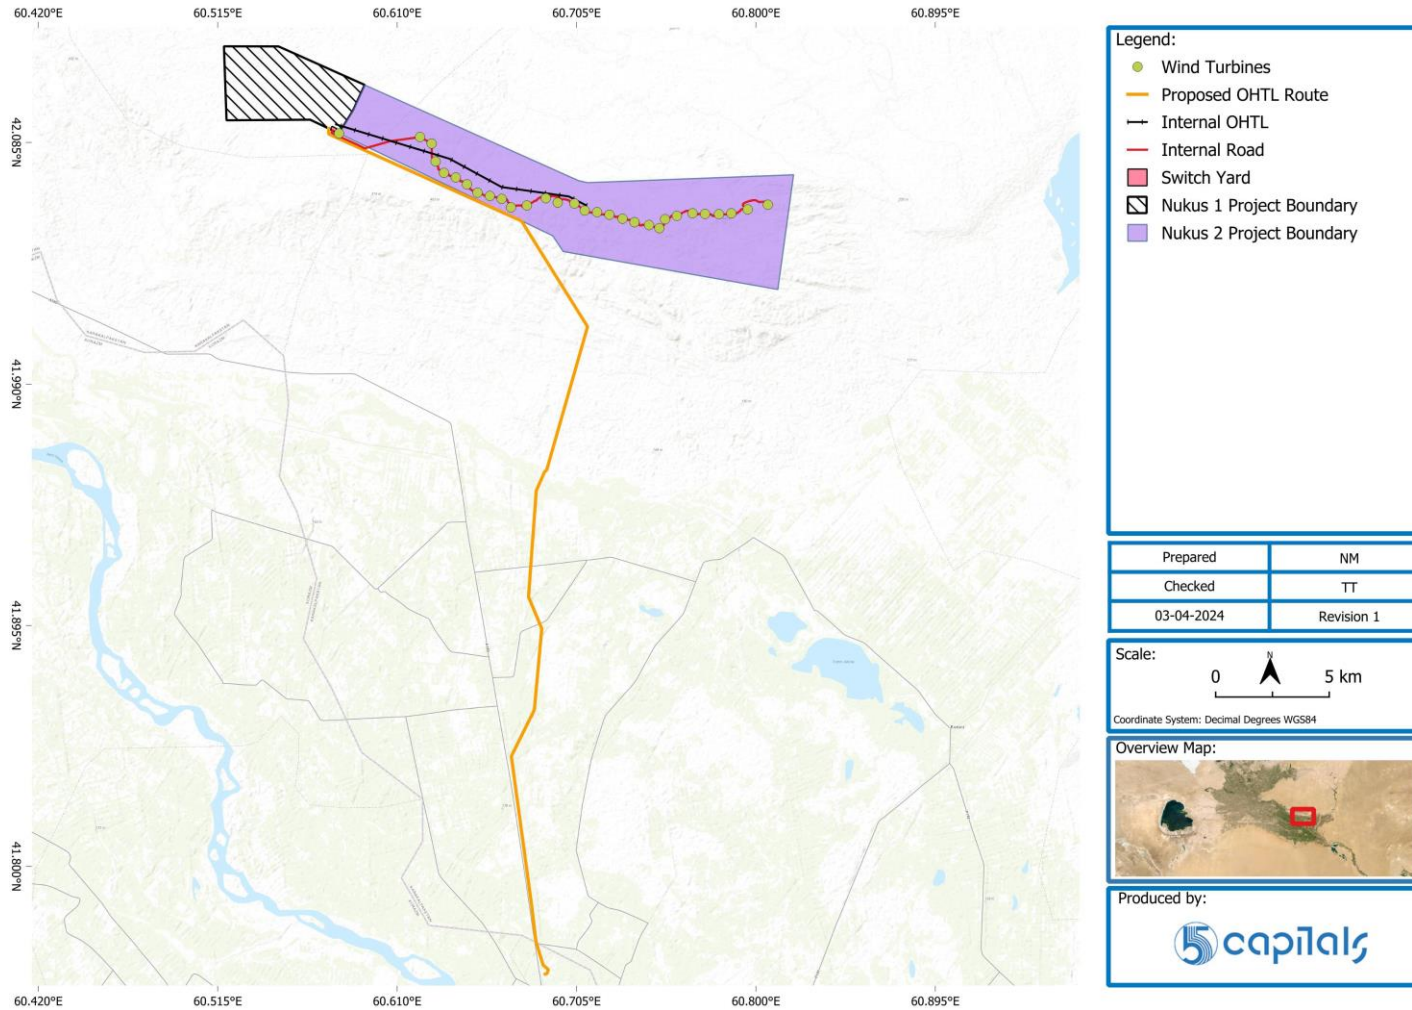 60.420°E 60.515°E 60.610°E 60.705°E 60.800°E 60.895°E
42.085°N
41.990°N
41.895°N
41.800°N
60.420°E 60.515°E 60.610°E 60.705°E 60.800°E 60.895°E
Legend:
Wind Turbines
Proposed OHTL Route
Internal OHTL
Internal Road
Switch Yard
Nukus 1 Project Boundary
Nukus 2 Project Boundary
Prepared NM
Checked TT
03-04-2024 Revision 1
Scale:
N
0 5 km
Coordinate System: Decimal Degrees WGS84
Overview Map:
Produced by:
5 capitals